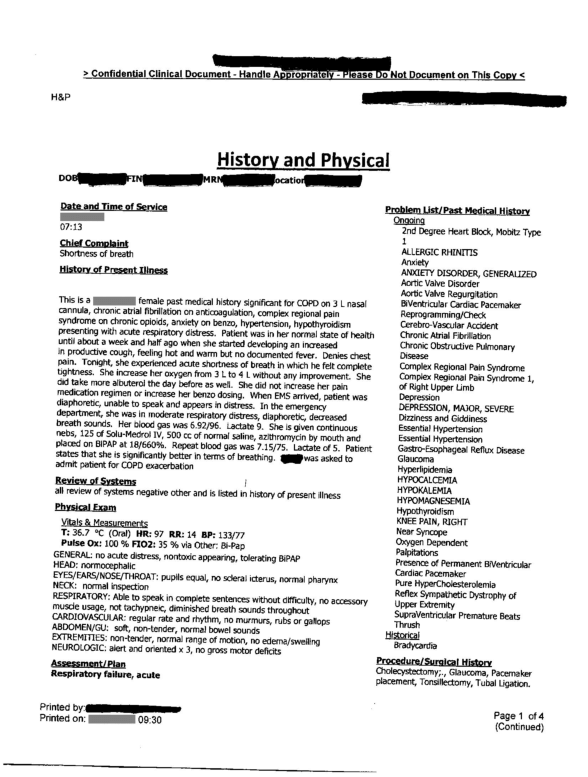 > Confidential Clinical Document - Handle Appropriately - Please Do Not Document on This Copy <
H&P
History and Physical
DOB FIN MRN ocation
Date and Time of Service
07:13
Chief Complaint
Shortness of breath
History of Present Illness
This is a female past medical history significant for COPD on 3 L nasal
cannula, chronic atrial fibrillation on anticoagulation, complex regional pain
syndrome on chronic opioids, anxiety on benzo, hypertension, hypothyroidism
presenting with acute respiratory distress. Patient was in her normal state of health
until about a week and half ago when she started developing an increased
in productive cough, feeling hot and warm but no documented fever. Denies chest
pain. Tonight, she experienced acute shortness of breath in which he felt complete
tightness. She increase her oxygen from 3 L to 4 L without any improvement. She
did take more albuterol the day before as well. She did not increase her pain
medication regimen or increase her benzo dosing. When EMS arrived, patient was
diaphoretic, unable to speak and appears in distress. In the emergency
department, she was in moderate respiratory distress, diaphoretic, decreased
breath sounds. Her blood gas was 6.92/96. Lactate 9. She is given continuous
nebs, 125 of Solu-Medrol IV, 500 cc of normal saline, azithromycin by mouth and
placed on BiPAP at 18/660%. Repeat blood gas was 7.15/75. Lactate of 5. Patient
states that she is significantly better in terms of breathing. was asked to
admit patient for COPD exacerbation
Review of Systems
all review of systems negative other and is listed in history of present illness
Physical Exam
Vitals & Measurements
T: 36.7 °C (Oral) HR: 97 RR: 14 BP: 133/77
Pulse Ox: 100 % FIO2: 35 % via Other: Bi-Pap
GENERAL: no acute distress, nontoxic appearing, tolerating BiPAP
HEAD: normocephalic
EYES/EARS/NOSE/THROAT: pupils equal, no scleral icterus, normal pharynx
NECK: normal inspection
RESPIRATORY: Able to speak in complete sentences without difficulty, no accessory
muscle usage, not tachypneic, diminished breath sounds throughout
CARDIOVASCULAR: regular rate and rhythm, no murmurs, rubs or gallops
ABDOMEN/GU: soft, non-tender, normal bowel sounds
EXTREMITIES: non-tender, normal range of motion, no edema/swelling
NEUROLOGIC: alert and oriented x 3, no gross motor deficits
Assessment/Plan
Respiratory failure, acute
Problem List/Past Medical History
Ongoing
2nd Degree Heart Block, Mobitz Type
1
ALLERGIC RHINITIS
Anxiety
ANXIETY DISORDER, GENERALIZED
Aortic Valve Disorder
Aortic Valve Regurgitation
BiVentricular Cardiac Pacemaker
Reprogramming/Check
Cerebro-Vascular Accident
Chronic Atrial Fibrillation
Chronic Obstructive Pulmonary
Disease
Complex Regional Pain Syndrome
Complex Regional Pain Syndrome 1,
of Right Upper Limb
Depression
DEPRESSION, MAJOR, SEVERE
Dizziness and Giddiness
Essential Hypertension
Essential Hypertension
Gastro-Esophageal Reflux Disease
Glaucoma
Hyperlipidemia
HYPOCALCEMIA
HYPOKALEMIA
HYPOMAGNESEMIA
Hypothyroidism
KNEE PAIN, RIGHT
Near Syncope
Oxygen Dependent
Palpitations
Presence of Permanent BiVentricular
Cardiac Pacemaker
Pure HyperCholesterolemia
Reflex Sympathetic Dystrophy of
Upper Extremity
SupraVentricular Premature Beats
Thrush
Historical
Bradycardia
Procedure/Surgical History
Cholecystectomy;., Glaucoma, Pacemaker
placement, Tonsillectomy, Tubal Ligation.
Printed by:
Printed on: 09:30
Page 1 of 4
(Continued)